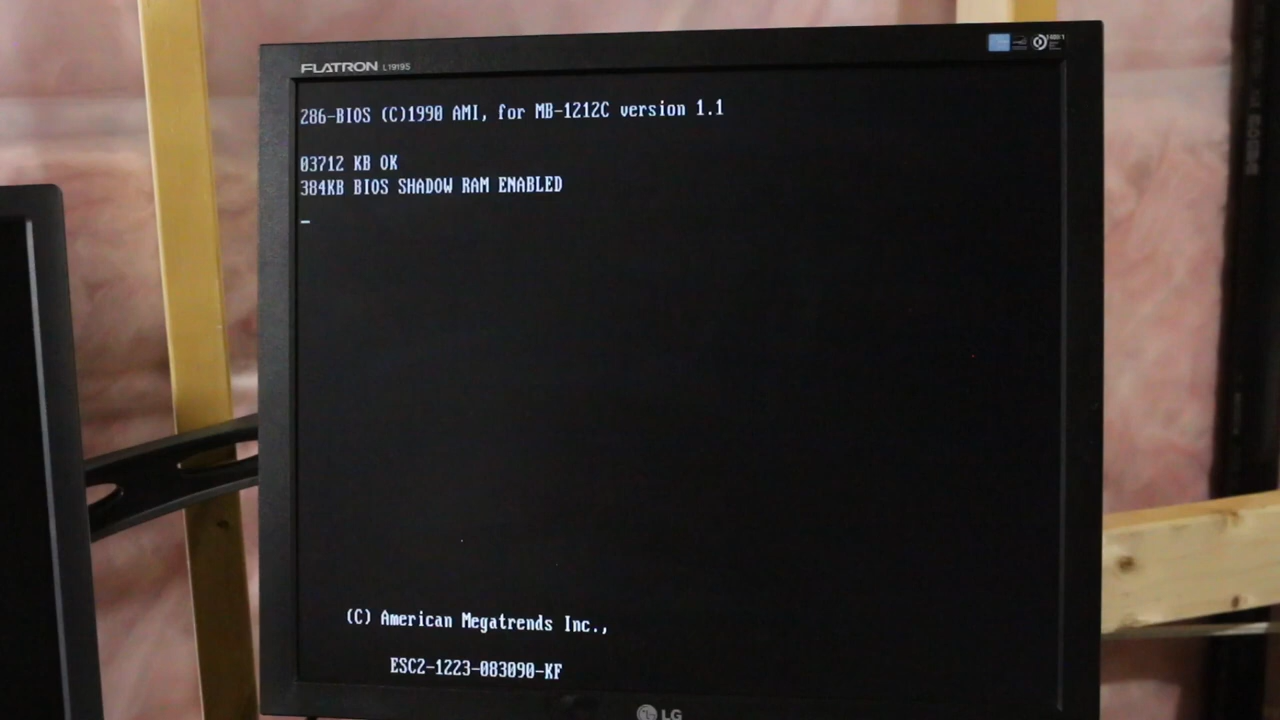 FLATRON L1919S
286-BIOS (C)1990 AMI, for MB-1212C version 1.1
03712 KB OK
384KB BIOS SHADOW RAM ENABLED
(C) American Megatrends Inc.,
ESC2-1223-083090-KF
LG